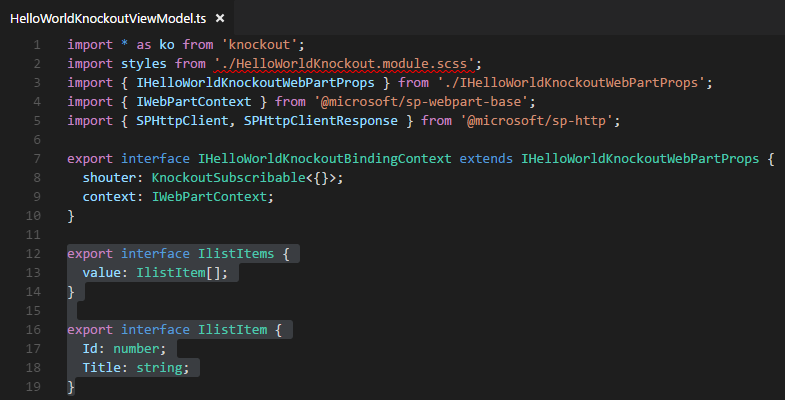 HelloWorldKnockoutViewModel.ts ×
1 import * as ko from 'knockout';
2 import styles from './HelloWorldKnockout.module.scss';
3 import { IHelloWorldKnockoutWebPartProps } from './IHelloWorldKnockoutWebPartProps';
4 import { IWebPartContext } from '@microsoft/sp-webpart-base';
5 import { SPHttpClient, SPHttpClientResponse } from '@microsoft/sp-http';
6
7 export interface IHelloWorldKnockoutBindingContext extends IHelloWorldKnockoutWebPartProps {
8   shouter: KnockoutSubscribable<{}>;
9   context: IWebPartContext;
10 }
11
12 export interface IlistItems {
13   value: IlistItem[];
14 }
15
16 export interface IlistItem {
17   Id: number;
18   Title: string;
19 }